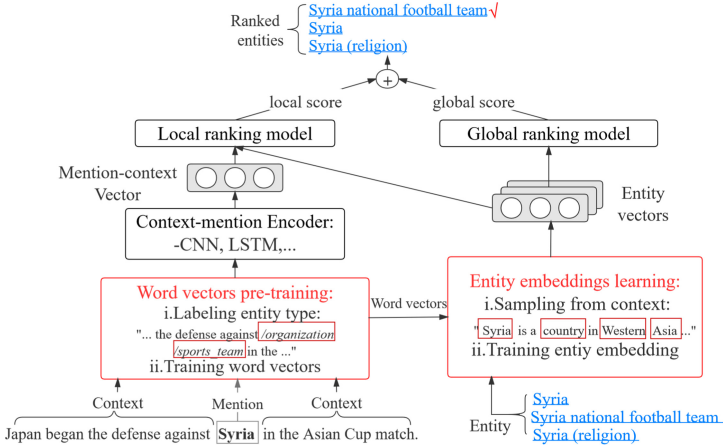 Ranked
entities
Syria national football team√
Syria
Syria (religion)
+
local score
global score
Local ranking model
Global ranking model
Mention-context
Vector
Entity
vectors
Context-mention Encoder:
-CNN, LSTM,...
Word vectors pre-training:
i.Labeling entity type:
"... the defense against /organization
/sports_team in the ..."
ii.Training word vectors
Word vectors
Entity embeddings learning:
i.Sampling from context:
" Syria is a country in Western Asia ..."
ii.Training entiy embedding
Context
Mention
Context
Japan began the defense against Syria in the Asian Cup match.
Entity
Syria
Syria national football team
Syria (religion)